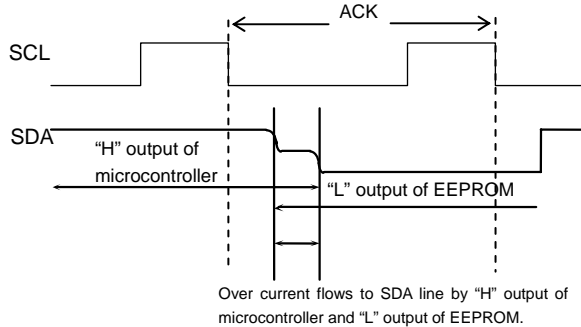 ACK
SCL
SDA
“H” output of
microcontroller
“L” output of EEPROM
Over current flows to SDA line by “H” output of
microcontroller and “L” output of EEPROM.